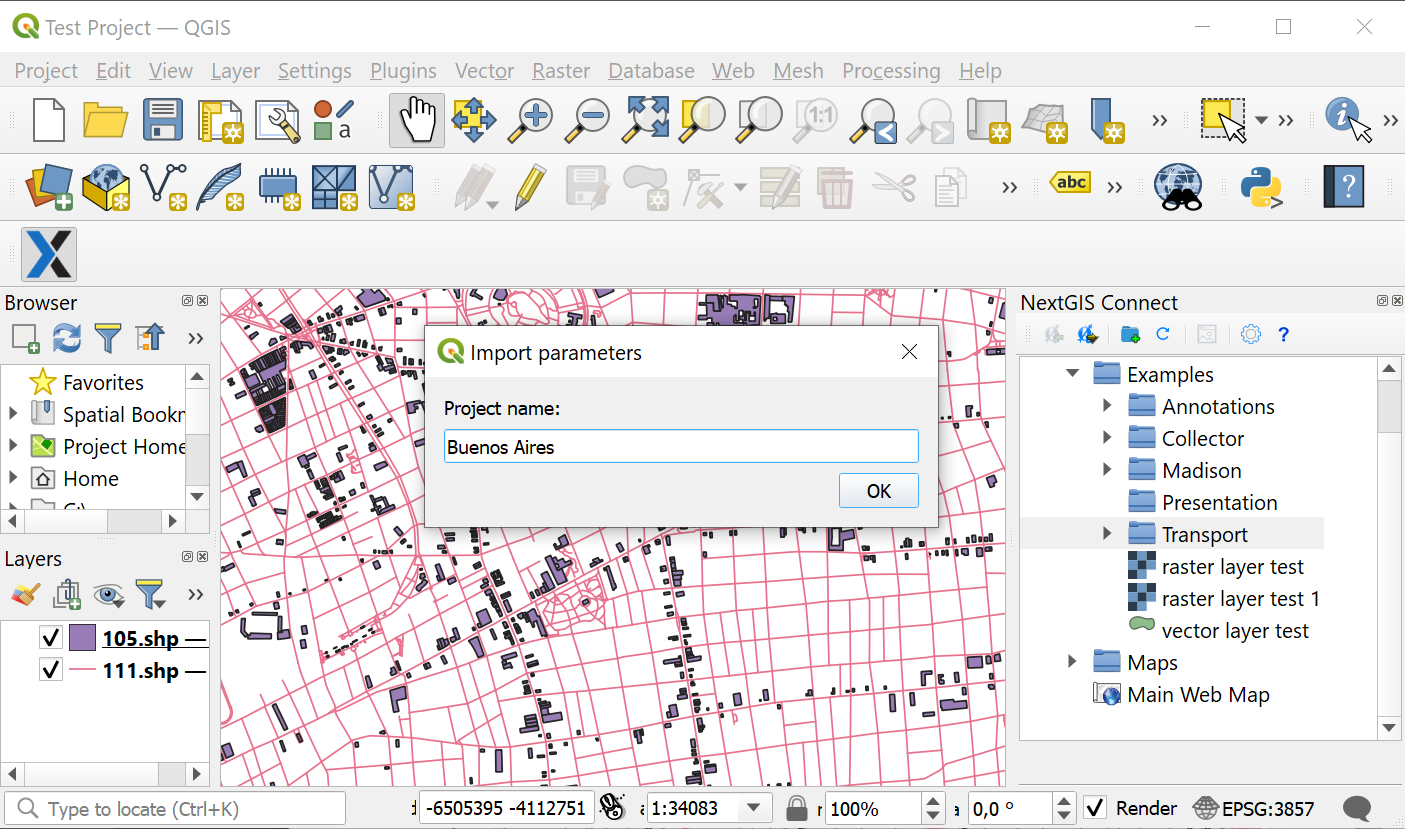 Test Project — QGIS
Project Edit View Layer Settings Plugins Vector Raster Database Web Mesh Processing Help
a
1:1
abc
?
Browser
Favorites
Spatial Bookr
Project Home
Home
Layers
105.shp —
111.shp —
Import parameters
Project name:
Buenos Aires
OK
NextGIS Connect
?
Examples
Annotations
Collector
Madison
Presentation
Transport
raster layer test
raster layer test 1
vector layer test
Maps
Main Web Map
Type to locate (Ctrl+K) -6505395 -4112751 1:34083 100% 0,0 ° Render EPSG:3857